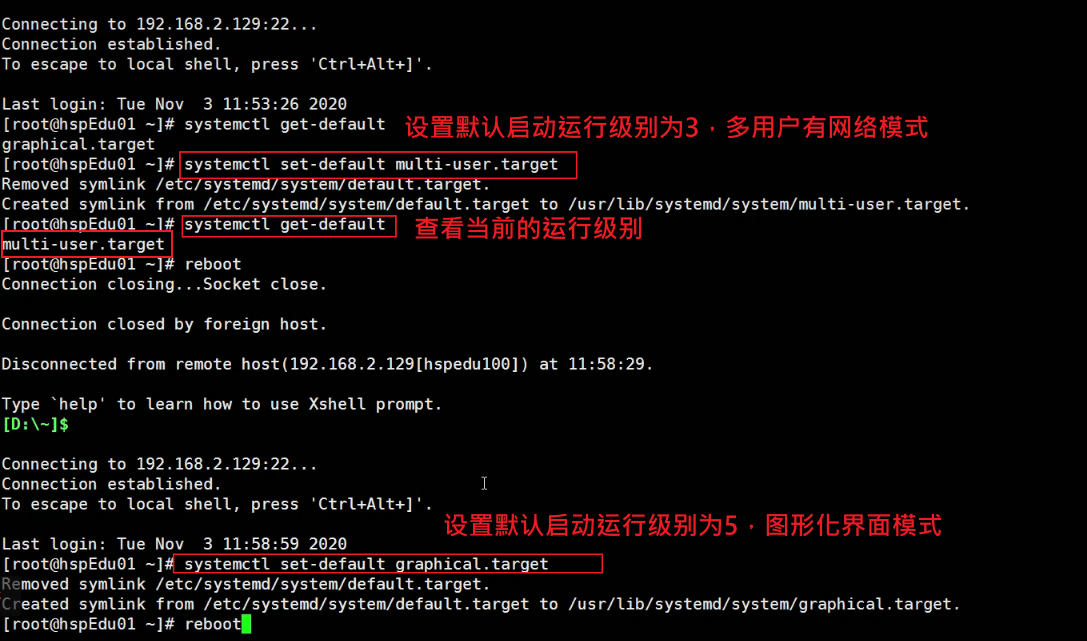 Connecting to 192.168.2.129:22...
Connection established.
To escape to local shell, press 'Ctrl+Alt+]'.
Last login: Tue Nov  3 11:53:26 2020
[root@hspEdu01 ~]# systemctl get-default
设置默认启动运行级别为3，多用户有网络模式
graphical.target
[root@hspEdu01 ~]# systemctl set-default multi-user.target
Removed symlink /etc/systemd/system/default.target.
Created symlink from /etc/systemd/system/default.target to /usr/lib/systemd/system/multi-user.target.
[root@hspEdu01 ~]# systemctl get-default
查看当前的运行级别
multi-user.target
[root@hspEdu01 ~]# reboot
Connection closing...Socket close.
Connection closed by foreign host.
Disconnected from remote host(192.168.2.129[hspedu100]) at 11:58:29.
Type `help' to learn how to use Xshell prompt.
[D:\~]$
Connecting to 192.168.2.129:22...
Connection established.
To escape to local shell, press 'Ctrl+Alt+]'.
设置默认启动运行级别为5，图形化界面模式
Last login: Tue Nov  3 11:58:59 2020
[root@hspEdu01 ~]# systemctl set-default graphical.target
Removed symlink /etc/systemd/system/default.target.
Created symlink from /etc/systemd/system/default.target to /usr/lib/systemd/system/graphical.target.
[root@hspEdu01 ~]# reboot